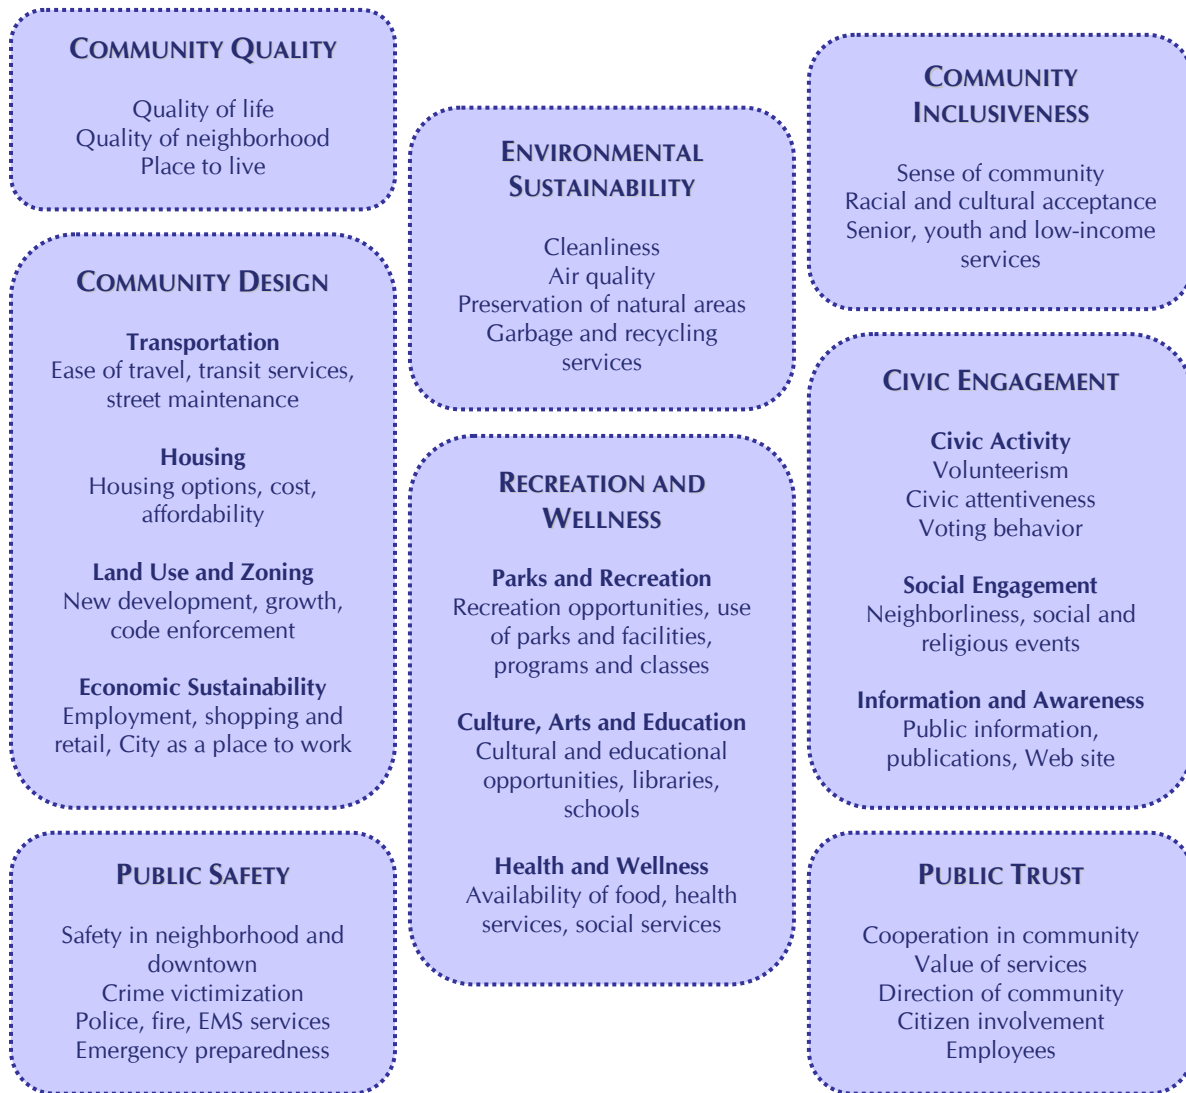 COMMUNITY QUALITY
Quality of life
Quality of neighborhood
Place to live
COMMUNITY DESIGN
Transportation
Ease of travel, transit services,
street maintenance
Housing
Housing options, cost,
affordability
Land Use and Zoning
New development, growth,
code enforcement
Economic Sustainability
Employment, shopping and
retail, City as a place to work
PUBLIC SAFETY
Safety in neighborhood and
downtown
Crime victimization
Police, fire, EMS services
Emergency preparedness
ENVIRONMENTAL
SUSTAINABILITY
Cleanliness
Air quality
Preservation of natural areas
Garbage and recycling
services
RECREATION AND
WELLNESS
Parks and Recreation
Recreation opportunities, use
of parks and facilities,
programs and classes
Culture, Arts and Education
Cultural and educational
opportunities, libraries,
schools
Health and Wellness
Availability of food, health
services, social services
COMMUNITY
INCLUSIVENESS
Sense of community
Racial and cultural acceptance
Senior, youth and low-income
services
CIVIC ENGAGEMENT
Civic Activity
Volunteerism
Civic attentiveness
Voting behavior
Social Engagement
Neighborliness, social and
religious events
Information and Awareness
Public information,
publications, Web site
PUBLIC TRUST
Cooperation in community
Value of services
Direction of community
Citizen involvement
Employees